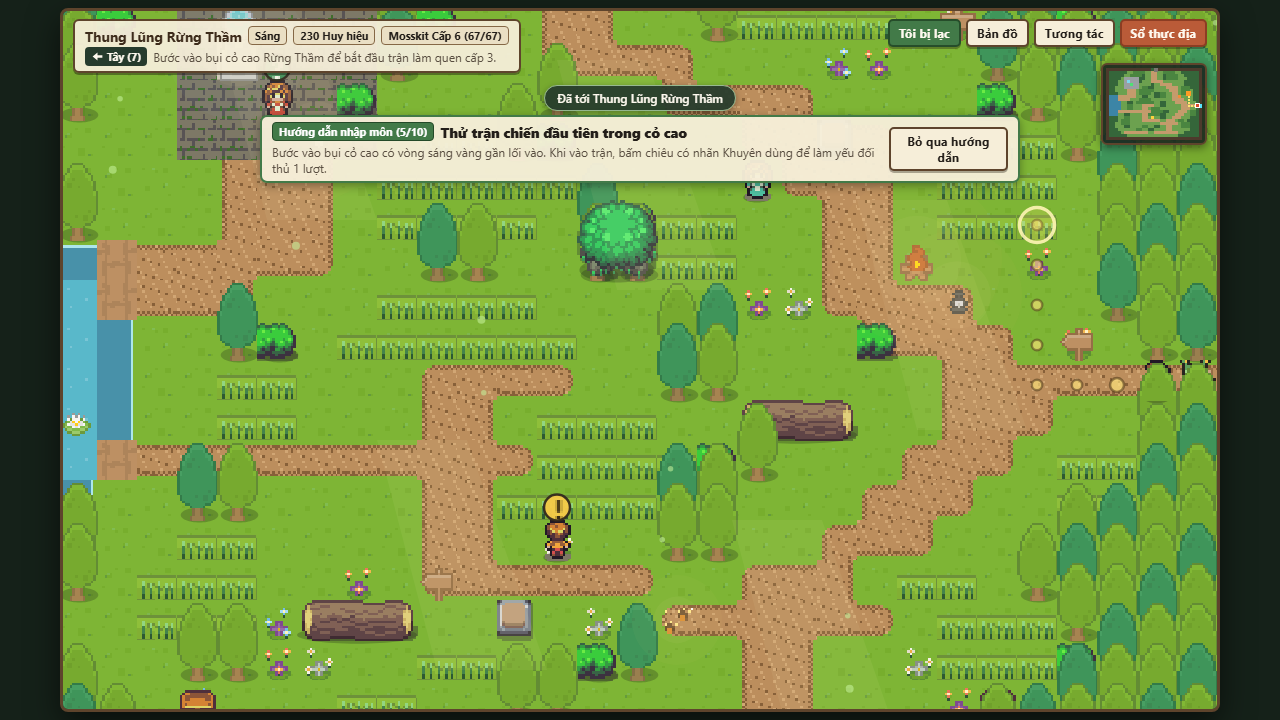 Thung Lũng Rừng Thầm Sáng 230 Huy hiệu Mosskit Cấp 6 (67/67)
← Tây (7) Bước vào bụi cỏ cao Rừng Thầm để bắt đầu trận làm quen cấp 3.
Tôi bị lạc Bản đồ Tương tác Sổ thực địa
Đã tới Thung Lũng Rừng Thầm
Hướng dẫn nhập môn (5/10) Thử trận chiến đầu tiên trong cỏ cao
Bước vào bụi cỏ cao có vòng sáng vàng gần lối vào. Khi vào trận, bấm chiêu có nhãn Khuyên dùng để làm yếu đối
thủ 1 lượt.
Bỏ qua hướng
dẫn
!